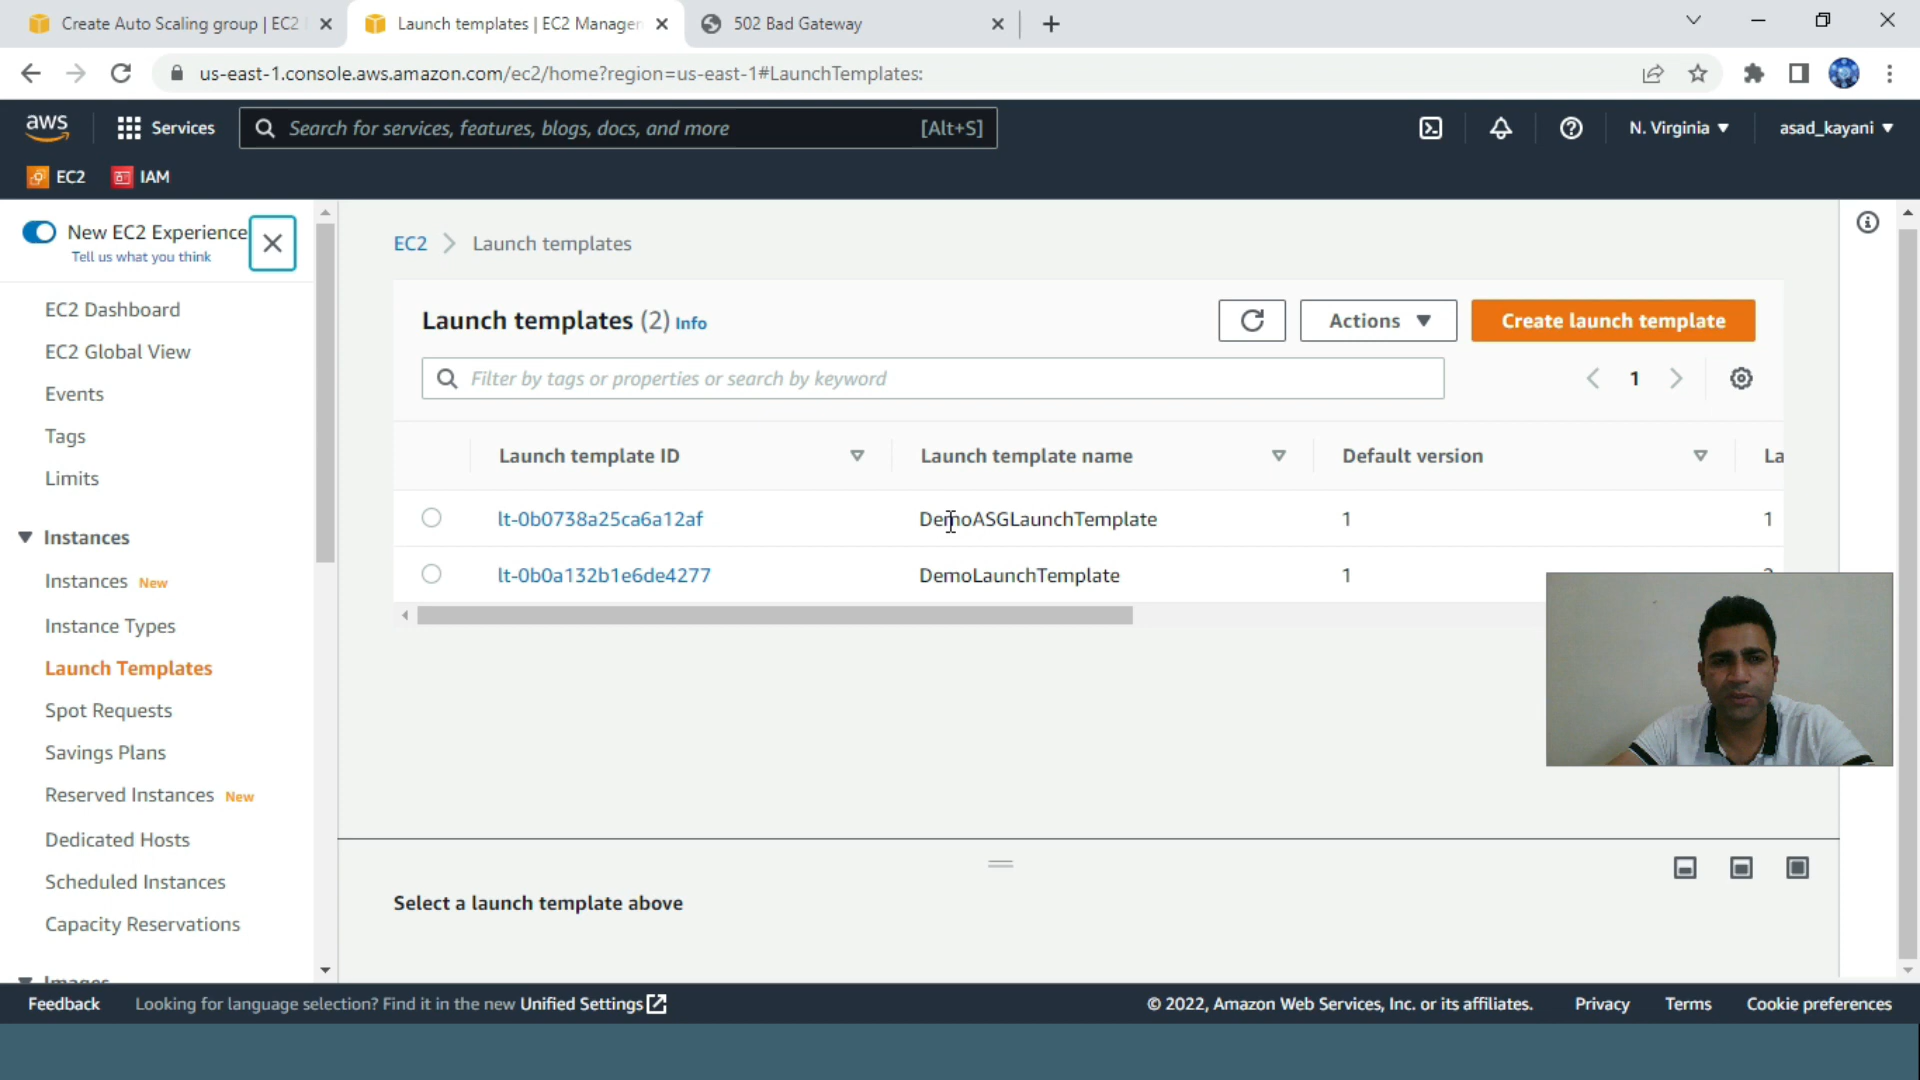 Create Auto Scaling group | EC2
Launch templates | EC2 Managem
502 Bad Gateway
us-east-1.console.aws.amazon.com/ec2/home?region=us-east-1#LaunchTemplates:
aws
Services
Search for services, features, blogs, docs, and more
[Alt+S]
N. Virginia
asad_kayani
EC2
IAM
New EC2 Experience
Tell us what you think
EC2 Dashboard
EC2 Global View
Events
Tags
Limits
Instances
Instances New
Instance Types
Launch Templates
Spot Requests
Savings Plans
Reserved Instances New
Dedicated Hosts
Scheduled Instances
Capacity Reservations
Images
EC2 > Launch templates
Launch templates (2) Info
Actions
Create launch template
Filter by tags or properties or search by keyword
1
Launch template ID
Launch template name
Default version
La
lt-0b0738a25ca6a12af
DemoASGLaunchTemplate
1
1
lt-0b0a132b1e6de4277
DemoLaunchTemplate
1
Select a launch template above
Feedback
Looking for language selection? Find it in the new Unified Settings
© 2022, Amazon Web Services, Inc. or its affiliates.
Privacy
Terms
Cookie preferences